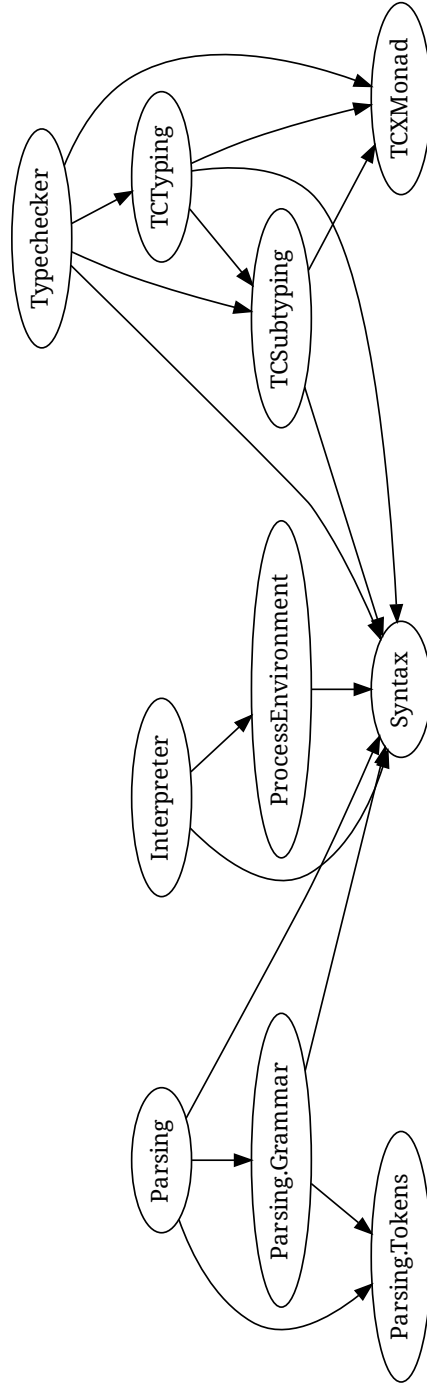 Typechecker
Parsing
Interpreter
TCTyping
Parsing.Grammar
ProcessEnvironment
TCSubtyping
Parsing.Tokens
Syntax
TCXMonad